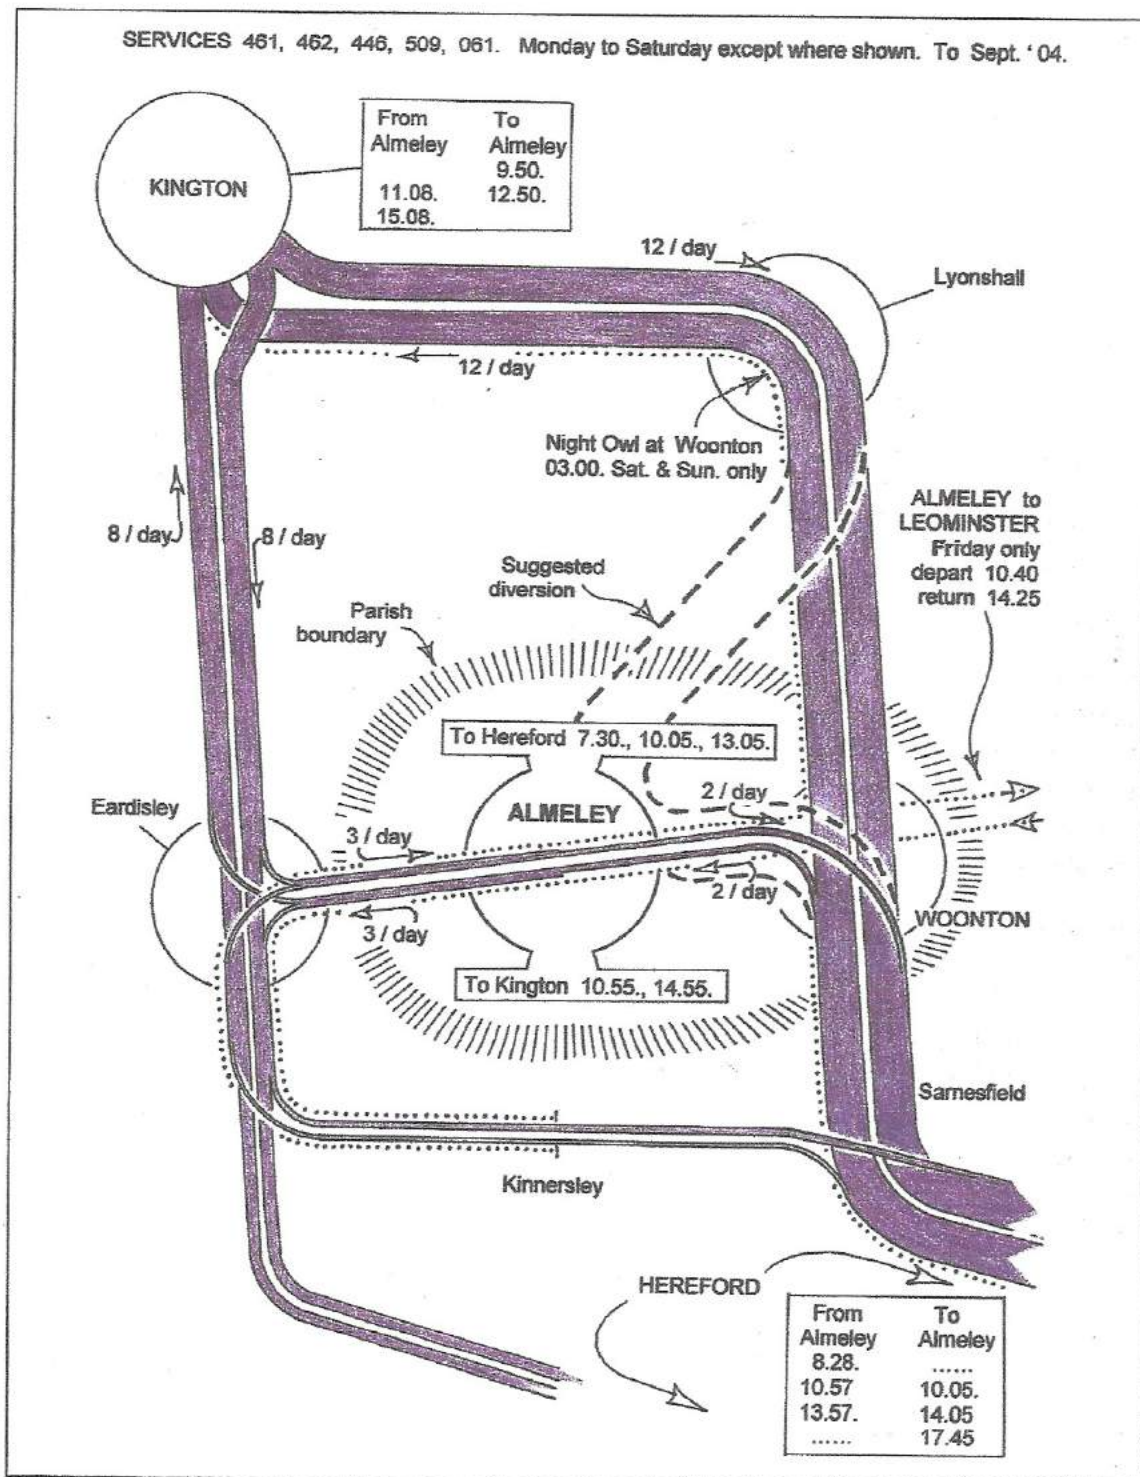 SERVICES 461, 462, 446, 509, 061. Monday to Saturday except where shown. To Sept. ' 04.
KINGTON
From To
Almeley Almeley
9.50.
11.08. 12.50.
15.08.
12 / day
Lyonshall
12 / day
Night Owl at Woonton
03.00. Sat. & Sun. only
ALMELEY to
LEOMINSTER
Friday only
depart 10.40
return 14.25
8 / day
8 / day
Suggested
diversion
Parish
boundary
To Hereford 7.30., 10.05., 13.05.
Eardisley
ALMELEY
2 / day
3 / day
2 / day
WOONTON
3 / day
To Kington 10.55., 14.55.
Sarnesfield
Kinnersley
HEREFORD
From To
Almeley Almeley
8.28. ......
10.57 10.05.
13.57. 14.05
...... 17.45